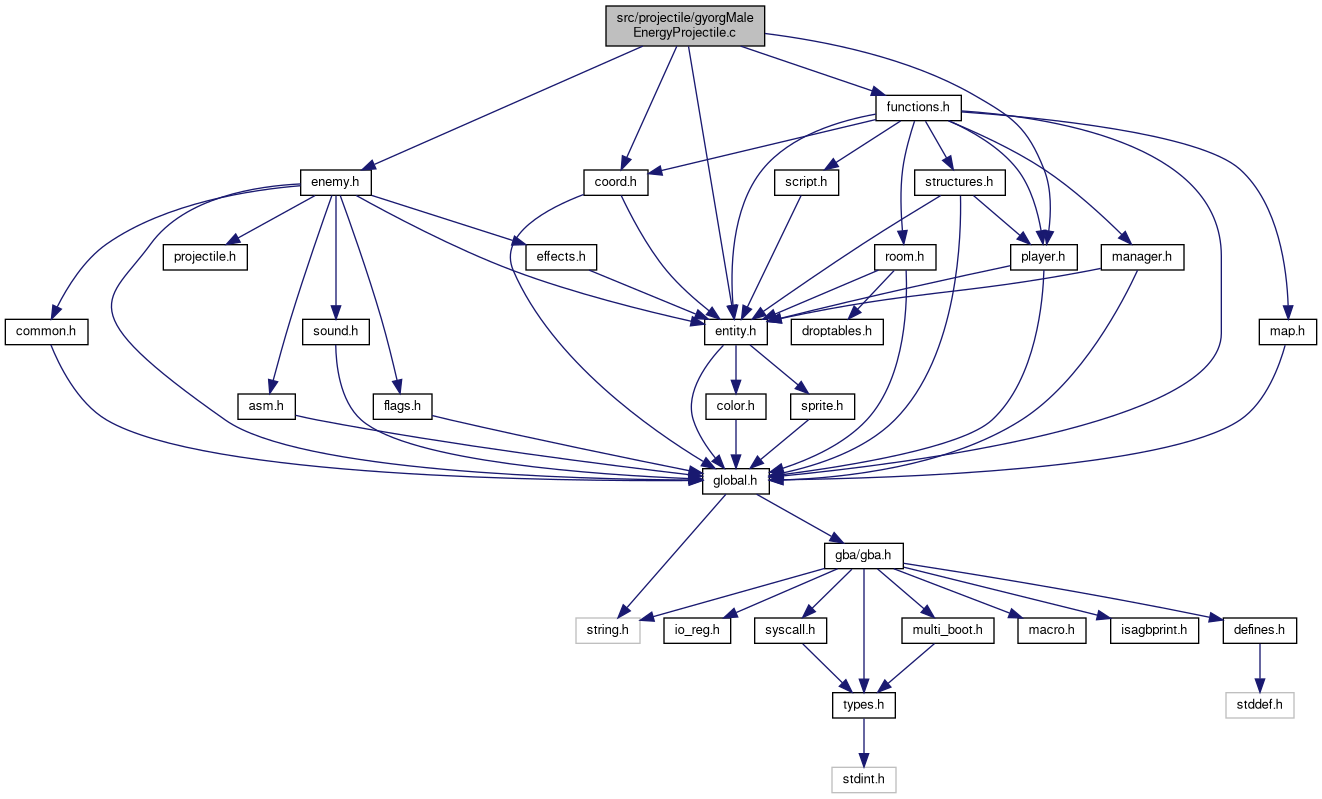 src/projectile/gyorgMale
EnergyProjectile.c
functions.h
enemy.h
coord.h
script.h
structures.h
projectile.h
effects.h
room.h
player.h
manager.h
common.h
sound.h
entity.h
droptables.h
map.h
asm.h
flags.h
color.h
sprite.h
global.h
gba/gba.h
string.h
io_reg.h
syscall.h
multi_boot.h
macro.h
isagbprint.h
defines.h
types.h
stddef.h
stdint.h